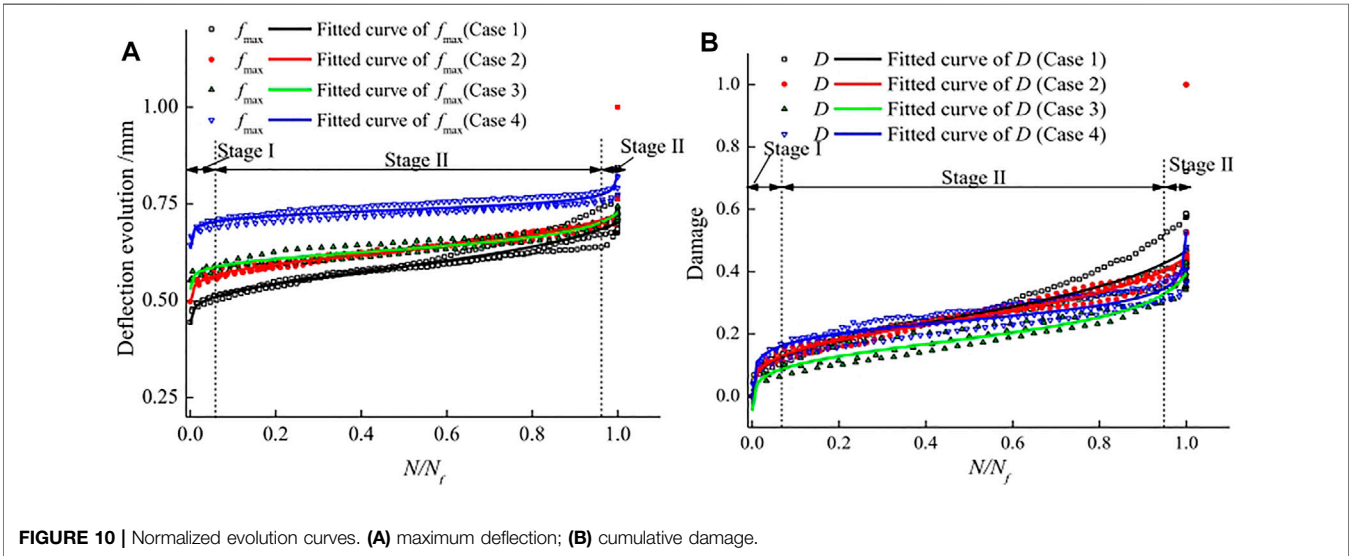 A
f_max Fitted curve of f_max(Case 1)
f_max Fitted curve of f_max(Case 2)
f_max Fitted curve of f_max(Case 3)
f_max Fitted curve of f_max(Case 4)
Stage I
Stage II
Stage II
1.00
0.75
0.50
0.25
Deflection evolution /mm
0.0 0.2 0.4 0.6 0.8 1.0
N/N_f
B
D Fitted curve of D (Case 1)
D Fitted curve of D (Case 2)
D Fitted curve of D (Case 3)
D Fitted curve of D (Case 4)
Stage I
Stage II
Stage II
1.0
0.8
0.6
0.4
0.2
0.0
Damage
0.0 0.2 0.4 0.6 0.8 1.0
N/N_f
FIGURE 10 | Normalized evolution curves. (A) maximum deflection; (B) cumulative damage.